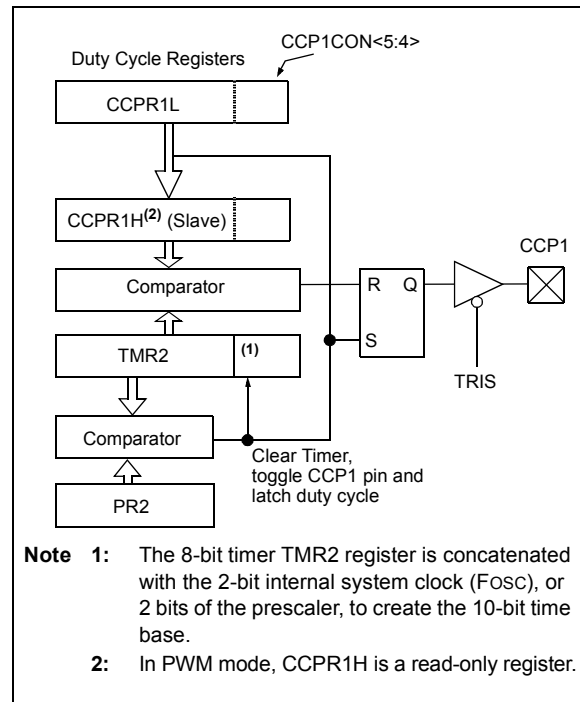 CCP1CON<5:4>
Duty Cycle Registers
CCPR1L
CCPR1H(2) (Slave)
CCP1
Comparator
R Q
TMR2 (1)
S
TRIS
Comparator
Clear Timer,
toggle CCP1 pin and
latch duty cycle
PR2
Note 1: The 8-bit timer TMR2 register is concatenated
with the 2-bit internal system clock (FOSC), or
2 bits of the prescaler, to create the 10-bit time
base.
2: In PWM mode, CCPR1H is a read-only register.